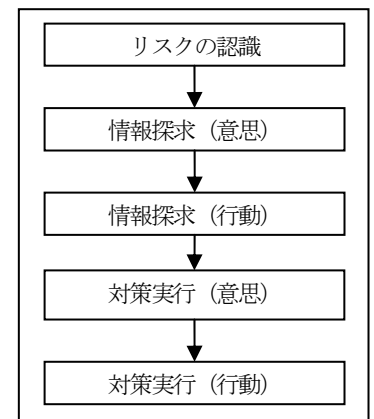 リスクの認識
情報探求（意思）
情報探求（行動）
対策実行（意思）
対策実行（行動）